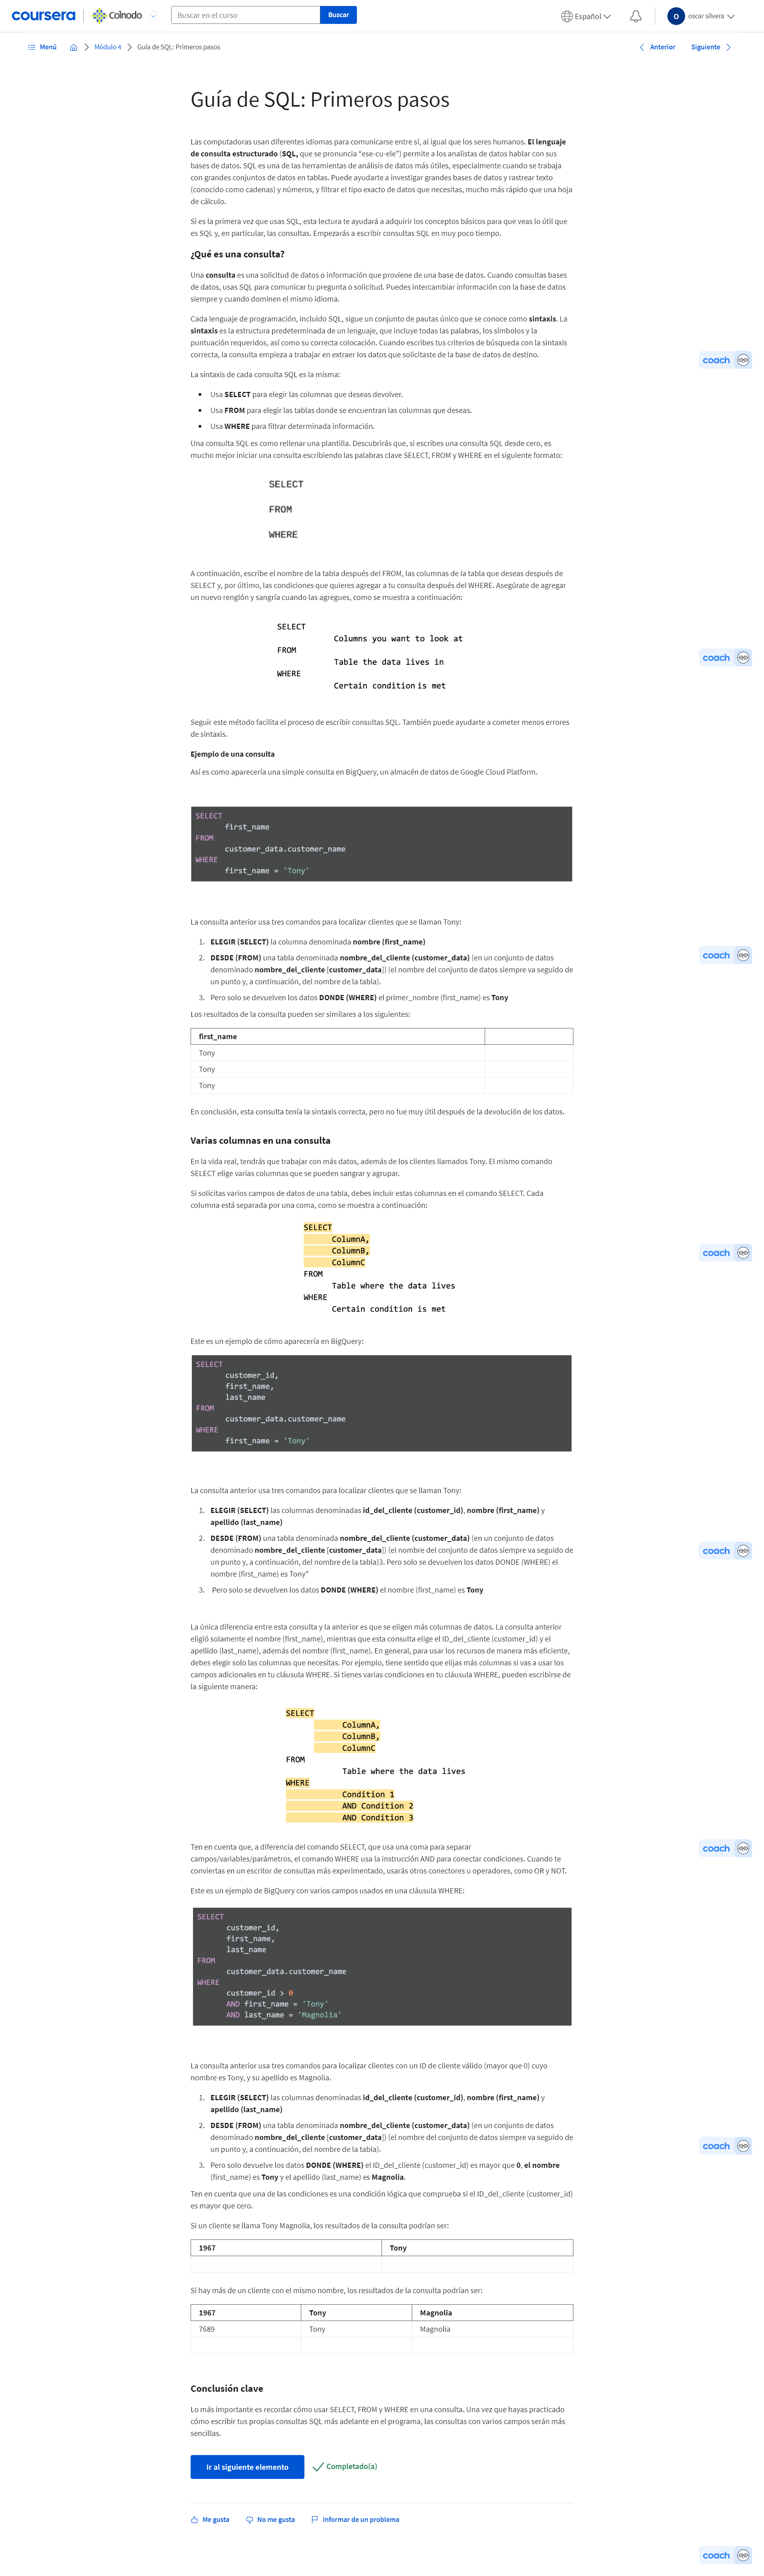 coursera
Colnodo
Buscar en el curso
Buscar
Español
O
oscar silvera
Menú
Módulo 4
Guía de SQL: Primeros pasos
Anterior
Siguiente
Guía de SQL: Primeros pasos
Las computadoras usan diferentes idiomas para comunicarse entre sí, al igual que los seres humanos. El lenguaje
de consulta estructurado (SQL, que se pronuncia “ese-cu-ele”) permite a los analistas de datos hablar con sus
bases de datos. SQL es una de las herramientas de análisis de datos más útiles, especialmente cuando se trabaja
con grandes conjuntos de datos en tablas. Puede ayudarte a investigar grandes bases de datos y rastrear texto
(conocido como cadenas) y números, y filtrar el tipo exacto de datos que necesitas, mucho más rápido que una hoja
de cálculo.
Si es la primera vez que usas SQL, esta lectura te ayudará a adquirir los conceptos básicos para que veas lo útil que
es SQL y, en particular, las consultas. Empezarás a escribir consultas SQL en muy poco tiempo.
¿Qué es una consulta?
Una consulta es una solicitud de datos o información que proviene de una base de datos. Cuando consultas bases
de datos, usas SQL para comunicar tu pregunta o solicitud. Puedes intercambiar información con la base de datos
siempre y cuando dominen el mismo idioma.
Cada lenguaje de programación, incluido SQL, sigue un conjunto de pautas único que se conoce como sintaxis. La
sintaxis es la estructura predeterminada de un lenguaje, que incluye todas las palabras, los símbolos y la
puntuación requeridos, así como su correcta colocación. Cuando escribes tus criterios de búsqueda con la sintaxis
correcta, la consulta empieza a trabajar en extraer los datos que solicitaste de la base de datos de destino.
coach
La sintaxis de cada consulta SQL es la misma:
• Usa SELECT para elegir las columnas que deseas devolver.
• Usa FROM para elegir las tablas donde se encuentran las columnas que deseas.
• Usa WHERE para filtrar determinada información.
Una consulta SQL es como rellenar una plantilla. Descubrirás que, si escribes una consulta SQL desde cero, es
mucho mejor iniciar una consulta escribiendo las palabras clave SELECT, FROM y WHERE en el siguiente formato:
SELECT
FROM
WHERE
A continuación, escribe el nombre de la tabla después del FROM, las columnas de la tabla que deseas después de
SELECT y, por último, las condiciones que quieres agregar a tu consulta después del WHERE. Asegúrate de agregar
un nuevo renglón y sangría cuando las agregues, como se muestra a continuación:
SELECT
Columns you want to look at
FROM
coach
Table the data lives in
WHERE
Certain condition is met
Seguir este método facilita el proceso de escribir consultas SQL. También puede ayudarte a cometer menos errores
de sintaxis.
Ejemplo de una consulta
Así es como aparecería una simple consulta en BigQuery, un almacén de datos de Google Cloud Platform.
SELECT
first_name
FROM
customer_data.customer_name
WHERE
first_name = 'Tony'
La consulta anterior usa tres comandos para localizar clientes que se llaman Tony:
1. ELEGIR (SELECT) la columna denominada nombre (first_name)
2. DESDE (FROM) una tabla denominada nombre_del_cliente (customer_data) (en un conjunto de datos
coach
denominado nombre_del_cliente [customer_data]) (el nombre del conjunto de datos siempre va seguido de
un punto y, a continuación, del nombre de la tabla).
3. Pero solo se devuelven los datos DONDE (WHERE) el primer_nombre (first_name) es Tony
Los resultados de la consulta pueden ser similares a los siguientes:
first_name
Tony
Tony
Tony
En conclusión, esta consulta tenía la sintaxis correcta, pero no fue muy útil después de la devolución de los datos.
Varias columnas en una consulta
En la vida real, tendrás que trabajar con más datos, además de los clientes llamados Tony. El mismo comando
SELECT elige varias columnas que se pueden sangrar y agrupar.
Si solicitas varios campos de datos de una tabla, debes incluir estas columnas en el comando SELECT. Cada
columna está separada por una coma, como se muestra a continuación:
SELECT
ColumnA,
ColumnB,
coach
ColumnC
FROM
Table where the data lives
WHERE
Certain condition is met
Este es un ejemplo de cómo aparecería en BigQuery:
SELECT
customer_id,
first_name,
last_name
FROM
customer_data.customer_name
WHERE
first_name = 'Tony'
La consulta anterior usa tres comandos para localizar clientes que se llaman Tony:
1. ELEGIR (SELECT) las columnas denominadas id_del_cliente (customer_id), nombre (first_name) y
apellido (last_name)
2. DESDE (FROM) una tabla denominada nombre_del_cliente (customer_data) (en un conjunto de datos
denominado nombre_del_cliente [customer_data]) (el nombre del conjunto de datos siempre va seguido de
coach
un punto y, a continuación, del nombre de la tabla)3. Pero solo se devuelven los datos DONDE (WHERE) el
nombre (first_name) es Tony”
3. Pero solo se devuelven los datos DONDE (WHERE) el nombre (first_name) es Tony
La única diferencia entre esta consulta y la anterior es que se eligen más columnas de datos. La consulta anterior
eligió solamente el nombre (first_name), mientras que esta consulta elige el ID_del_cliente (customer_id) y el
apellido (last_name), además del nombre (first_name). En general, para usar los recursos de manera más eficiente,
debes elegir solo las columnas que necesitas. Por ejemplo, tiene sentido que elijas más columnas si vas a usar los
campos adicionales en tu cláusula WHERE. Si tienes varias condiciones en tu cláusula WHERE, pueden escribirse de
la siguiente manera:
SELECT
ColumnA,
ColumnB,
ColumnC
FROM
Table where the data lives
WHERE
Condition 1
AND Condition 2
AND Condition 3
Ten en cuenta que, a diferencia del comando SELECT, que usa una coma para separar
coach
campos/variables/parámetros, el comando WHERE usa la instrucción AND para conectar condiciones. Cuando te
conviertas en un escritor de consultas más experimentado, usarás otros conectores u operadores, como OR y NOT.
Este es un ejemplo de BigQuery con varios campos usados en una cláusula WHERE:
SELECT
customer_id,
first_name,
last_name
FROM
customer_data.customer_name
WHERE
customer_id > 0
AND first_name = 'Tony'
AND last_name = 'Magnolia'
La consulta anterior usa tres comandos para localizar clientes con un ID de cliente válido (mayor que 0) cuyo
nombre es Tony, y su apellido es Magnolia.
1. ELEGIR (SELECT) las columnas denominadas id_del_cliente (customer_id), nombre (first_name) y
apellido (last_name)
2. DESDE (FROM) una tabla denominada nombre_del_cliente (customer_data) (en un conjunto de datos
denominado nombre_del_cliente [customer_data]) (el nombre del conjunto de datos siempre va seguido de
coach
un punto y, a continuación, del nombre de la tabla).
3. Pero solo devuelve los datos DONDE (WHERE) el ID_del_cliente (customer_id) es mayor que 0, el nombre
(first_name) es Tony y el apellido (last_name) es Magnolia.
Ten en cuenta que una de las condiciones es una condición lógica que comprueba si el ID_del_cliente (customer_id)
es mayor que cero.
Si un cliente se llama Tony Magnolia, los resultados de la consulta podrían ser:
1967 Tony
Si hay más de un cliente con el mismo nombre, los resultados de la consulta podrían ser:
1967 Tony Magnolia
7689 Tony Magnolia
Conclusión clave
Lo más importante es recordar cómo usar SELECT, FROM y WHERE en una consulta. Una vez que hayas practicado
cómo escribir tus propias consultas SQL más adelante en el programa, las consultas con varios campos serán más
sencillas.
Ir al siguiente elemento
Completado(a)
Me gusta
No me gusta
Informar de un problema
coach